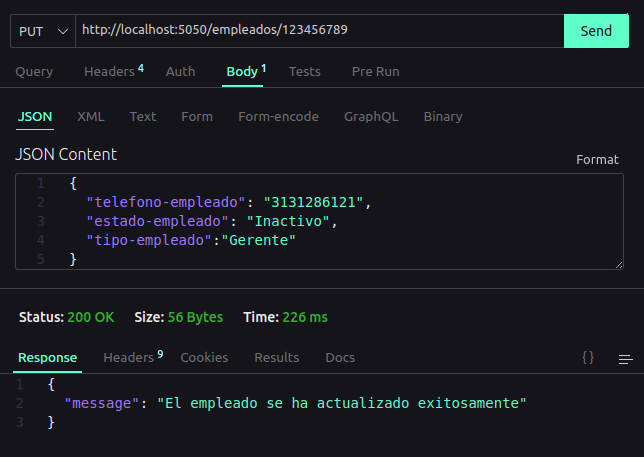 PUT http://localhost:5050/empleados/123456789 Send
Query Headers 4 Auth Body 1 Tests Pre Run
JSON XML Text Form Form-encode GraphQL Binary
JSON Content Format
1 {
2 "telefono-empleado": "3131286121",
3 "estado-empleado": "Inactivo",
4 "tipo-empleado":"Gerente"
5 }
Status: 200 OK Size: 56 Bytes Time: 226 ms
Response Headers 9 Cookies Results Docs {}
1 {
2 "message": "El empleado se ha actualizado exitosamente"
3 }